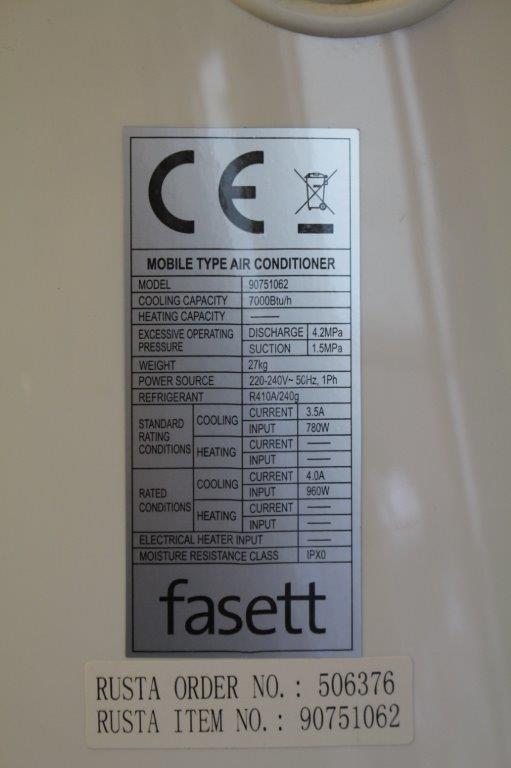 CE
MOBILE TYPE AIR CONDITIONER
MODEL 90751062
COOLING CAPACITY 7000Btu/h
HEATING CAPACITY ——
EXCESSIVE OPERATING PRESSURE DISCHARGE 4.2MPa
SUCTION 1.5MPa
WEIGHT 27kg
POWER SOURCE 220-240V~ 50Hz, 1Ph
REFRIGERANT R410A/240g
STANDARD RATING CONDITIONS COOLING CURRENT 3.5A
INPUT 780W
HEATING CURRENT ——
INPUT ——
RATED CONDITIONS COOLING CURRENT 4.0A
INPUT 960W
HEATING CURRENT ——
INPUT ——
ELECTRICAL HEATER INPUT ——
MOISTURE RESISTANCE CLASS IPX0
fasett
RUSTA ORDER NO.: 506376
RUSTA ITEM NO.: 90751062